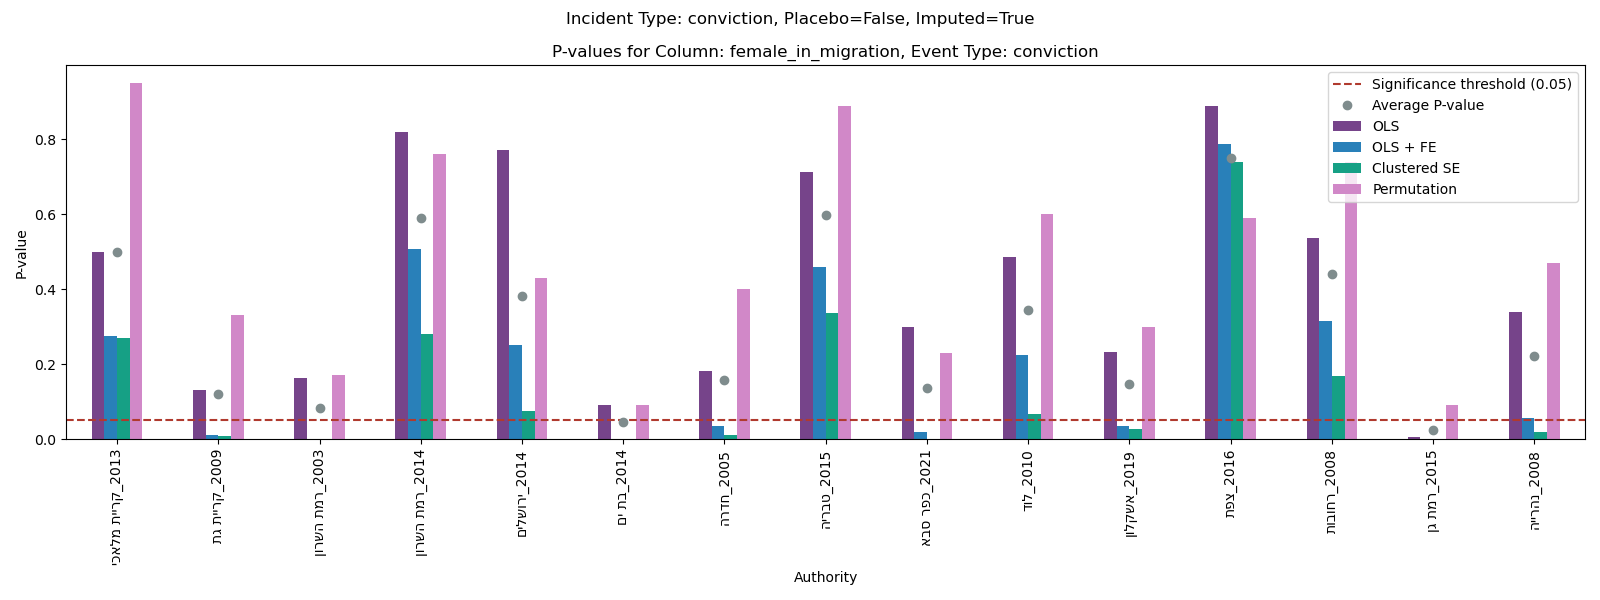 Incident Type: conviction, Placebo=False, Imputed=True
P-values for Column: female_in_migration, Event Type: conviction
Significance threshold (0.05)
Average P-value
OLS
OLS + FE
Clustered SE
Permutation
P-value
0.8
0.6
0.4
0.2
0.0
קריית מלאכי_2013
קריית גת_2009
רמת השרון_2003
רמת השרון_2014
ירושלים_2014
בת ים_2014
חדרה_2005
טבריה_2015
כפר סבא_2021
לוד_2010
אשקלון_2019
צפת_2016
רחובות_2008
רמת גן_2015
נהרייה_2008
Authority